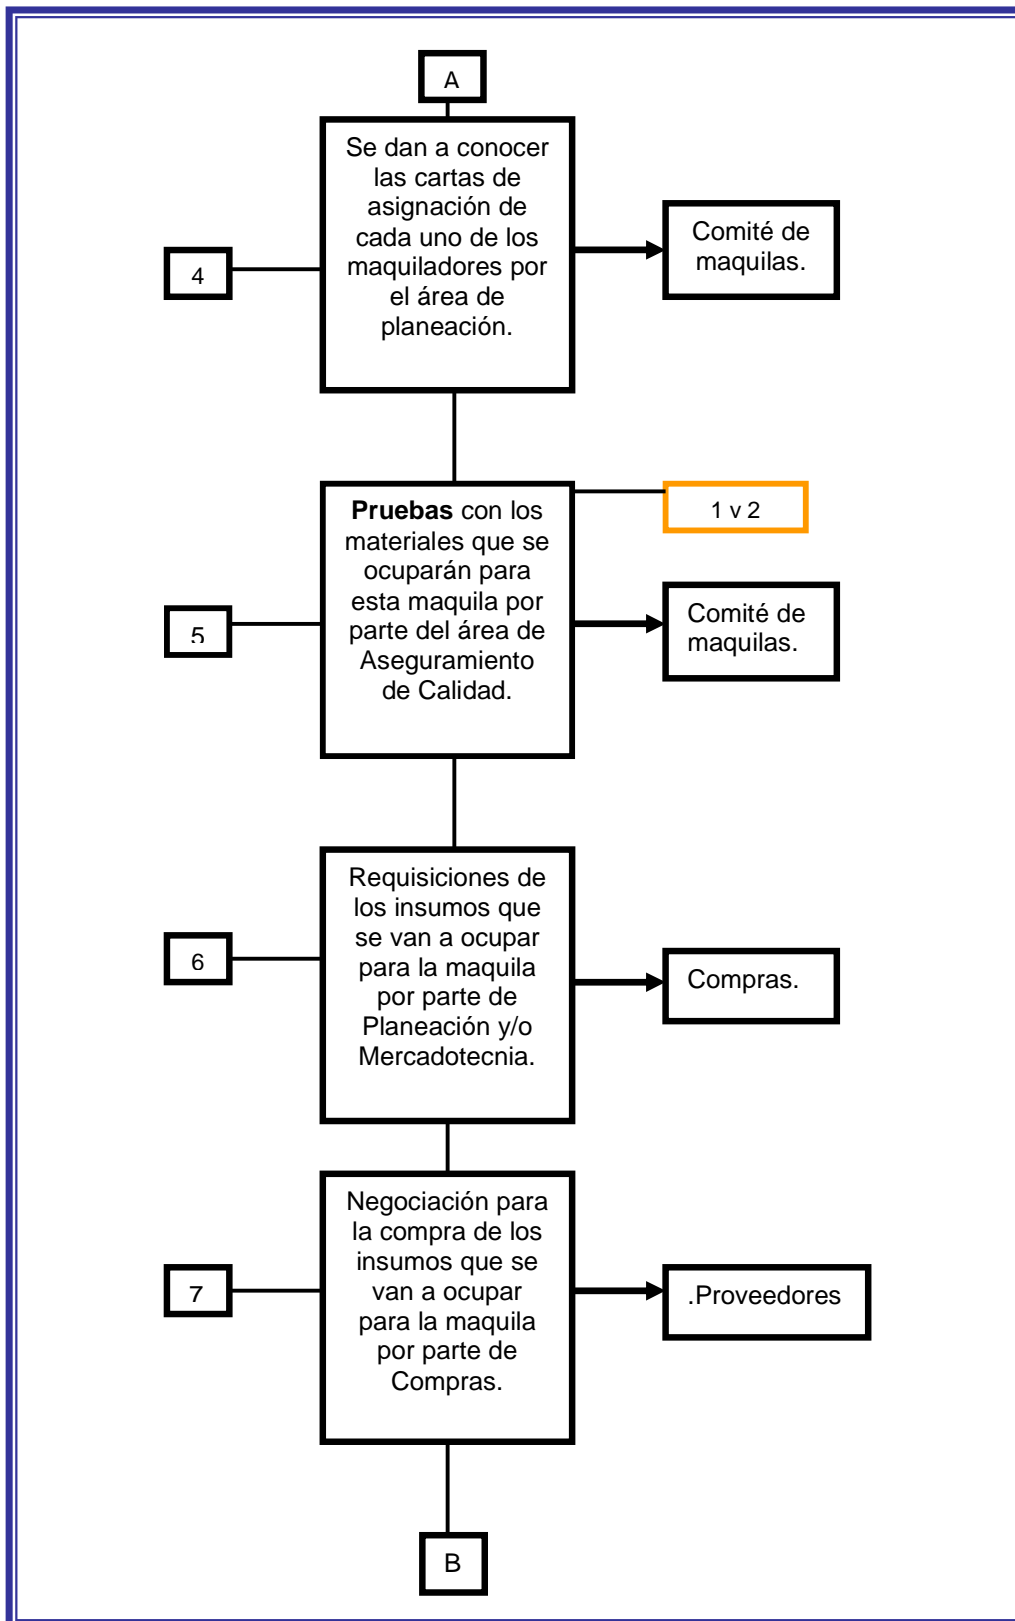 A
Se dan a conocer
las cartas de
asignación de
cada uno de los
maquiladores por
el área de
planeación.
4
Comité de
maquilas.
Pruebas con los
materiales que se
ocuparán para
esta maquila por
parte del área de
Aseguramiento
de Calidad.
1 v 2
5
Comité de
maquilas.
Requisiciones de
los insumos que
se van a ocupar
para la maquila
por parte de
Planeación y/o
Mercadotecnia.
6
Compras.
Negociación para
la compra de los
insumos que se
van a ocupar
para la maquila
por parte de
Compras.
7
.Proveedores
B